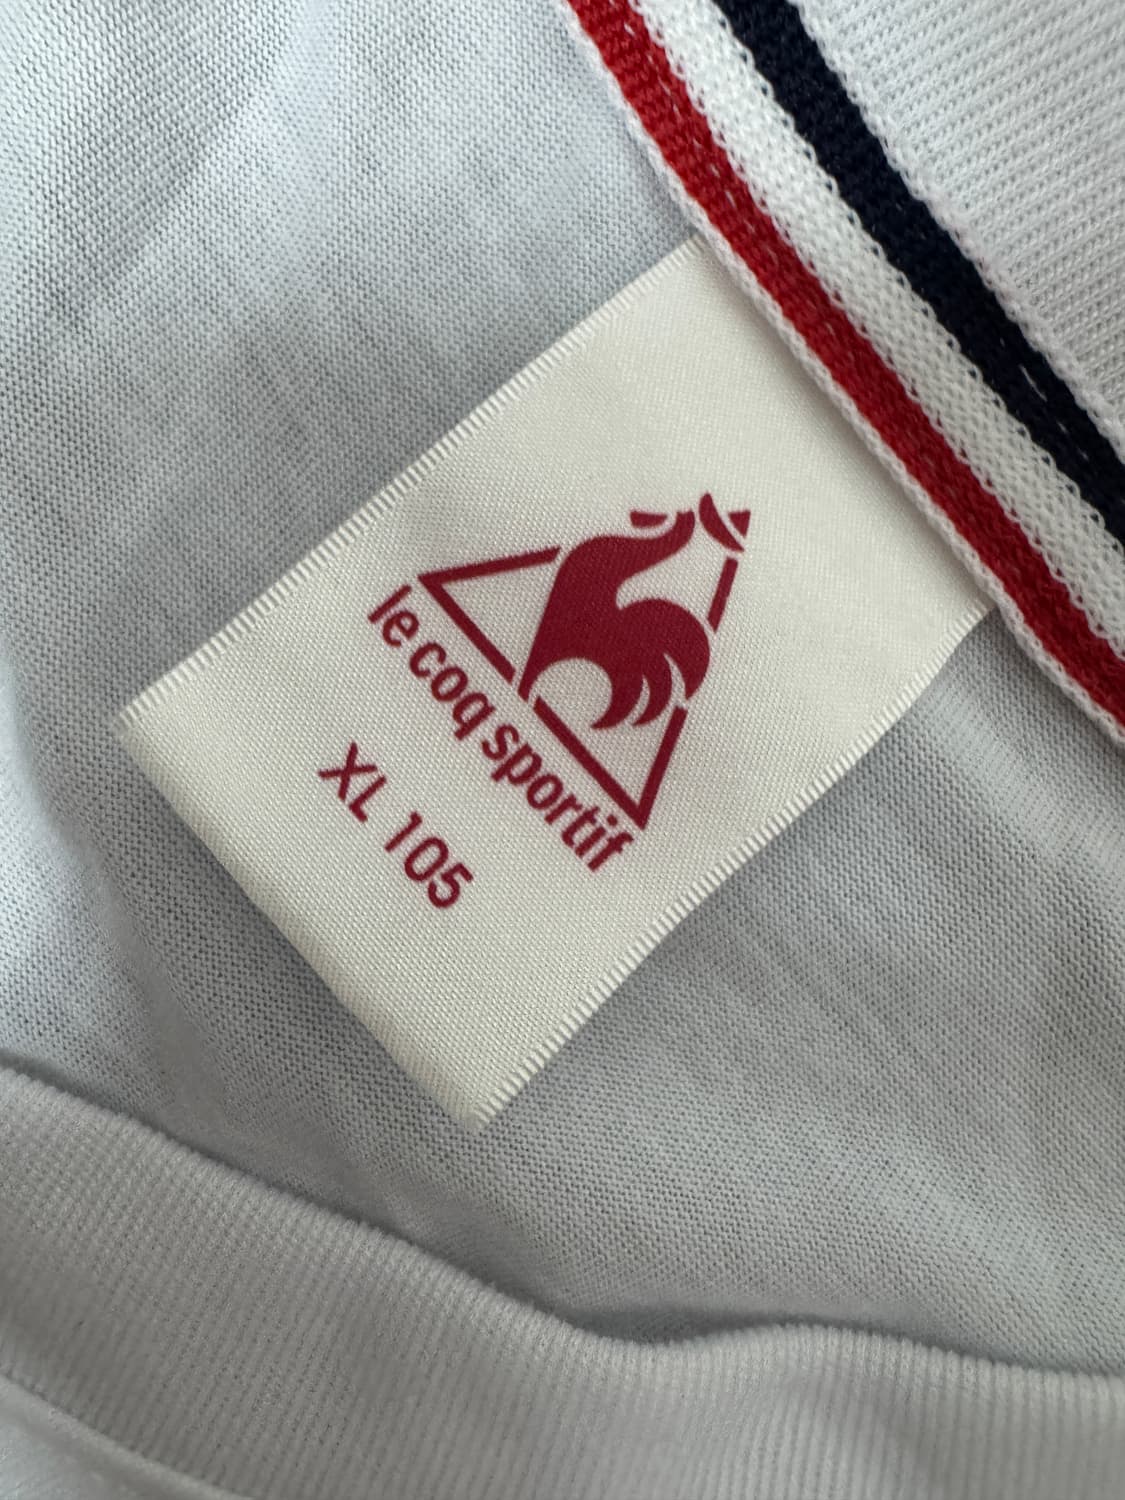 le coq sportif
XL 105